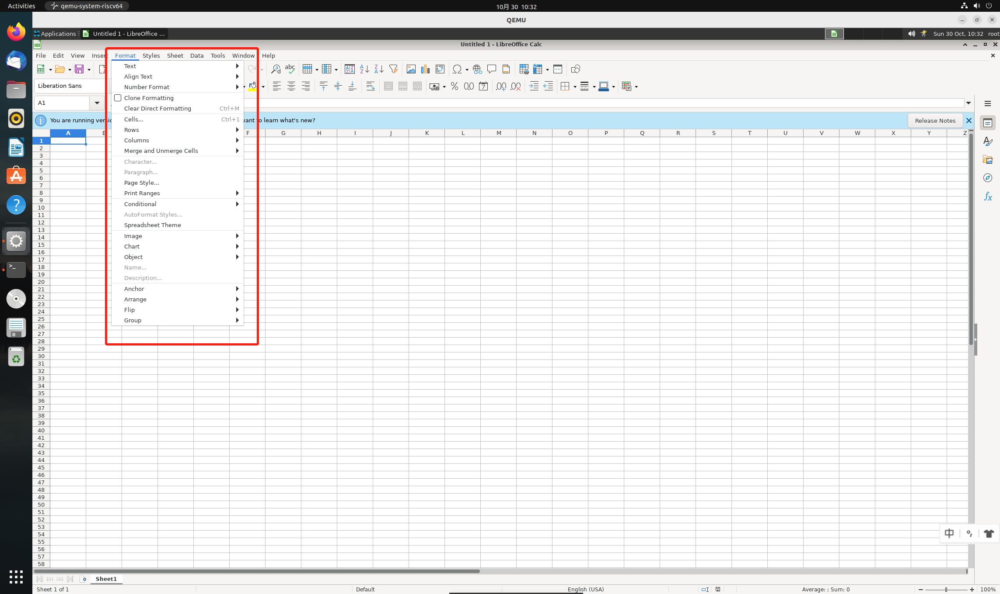 Activities qemu-system-riscv64 10月 30 10:32
QEMU
Applications Untitled 1 - LibreOffice ... Sun 30 Oct, 10:32 root
Untitled 1 - LibreOffice Calc
File Edit View Insert Format Styles Sheet Data Tools Window Help
Liberation Sans
A1
You are running want to learn what's new? Release Notes
Text
Align Text
Number Format
Clone Formatting
Clear Direct Formatting Ctrl+M
Cells... Ctrl+1
Rows
Columns
Merge and Unmerge Cells
Character...
Paragraph...
Page Style...
Print Ranges
Conditional
AutoFormat Styles...
Spreadsheet Theme
Image
Chart
Object
Name...
Description...
Anchor
Arrange
Flip
Group
A F G H I J K L M N O P Q R S T U V W X Y Z
1
2
3
4
5
6
7
8
9
10
11
12
13
14
15
16
17
18
19
20
21
22
23
24
25
26
27
28
29
30
31
32
33
34
35
36
37
38
39
40
41
42
43
44
45
46
47
48
49
50
51
52
53
54
55
56
57
58
中
Sheet1
Sheet 1 of 1 Default English (USA) Average: ; Sum: 0 100%